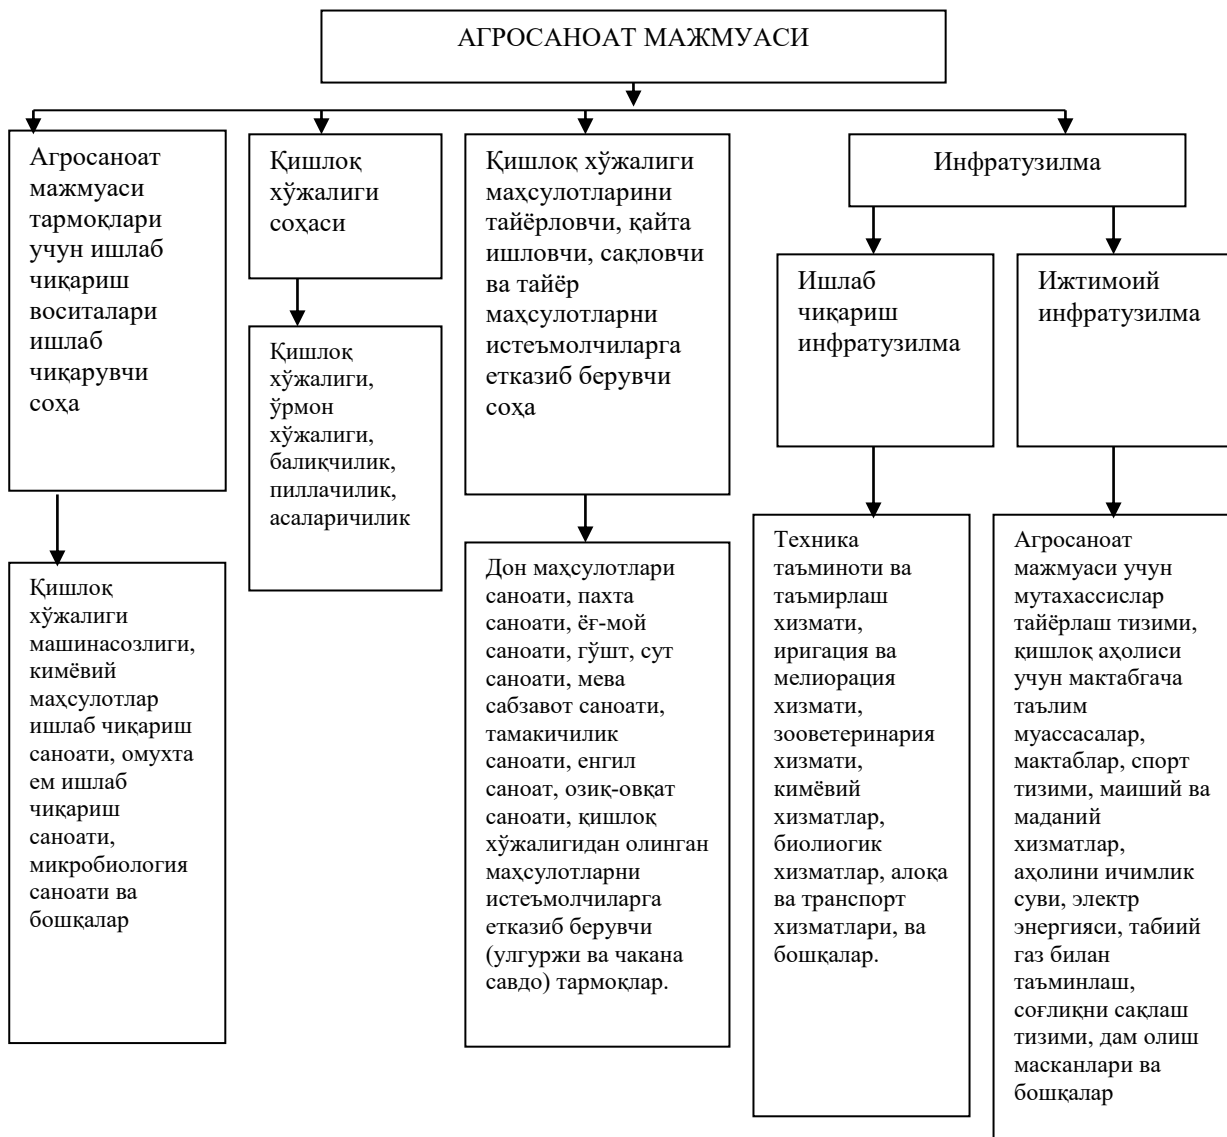 АГРОСАНОАТ МАЖМУАСИ
Агросаноат
мажмуаси
тармоқлари
учун ишлаб
чиқариш
воситалари
ишлаб
чиқарувчи
соҳа
Қишлоқ
хўжалиги
соҳаси
Қишлоқ хўжалиги
маҳсулотларини
тайёрловчи, қайта
ишловчи, сақловчи
ва тайёр
маҳсулотларни
истеъмолчиларга
етказиб берувчи
соҳа
Инфратузилма
Ишлаб
чиқариш
инфратузилма
Ижтимоий
инфратузилма
Қишлоқ
хўжалиги
машинасозлиги,
кимёвий
маҳсулотлар
ишлаб чиқариш
саноати, омухта
ем ишлаб
чиқариш
саноати,
микробиология
саноати ва
бошқалар
Қишлоқ
хўжалиги,
ўрмон
хўжалиги,
балиқчилик,
пиллачилик,
асаларичилик
Дон маҳсулотлари
саноати, пахта
саноати, ёғ-мой
саноати, гўшт, сут
саноати, мева
сабзавот саноати,
тамакичилик
саноати, енгил
саноат, озиқ-овқат
саноати, қишлоқ
хўжалигидан олинган
маҳсулотларни
истеъмолчиларга
етказиб берувчи
(улгуржи ва чакана
савдо) тармоқлар.
Техника
таъминоти ва
таъмирлаш
хизмати,
иригация ва
мелиорация
хизмати,
зооветеринария
хизмати,
кимёвий
хизматлар,
биолиогик
хизматлар, алоқа
ва транспорт
хизматлари, ва
бошқалар.
Агросаноат
мажмуаси учун
мутахассислар
тайёрлаш тизими,
қишлоқ аҳолиси
учун мактабгача
таълим
муассасалар,
мактаблар, спорт
тизими, маиший ва
маданий
хизматлар,
аҳолини ичимлик
суви, электр
энергияси, табиий
газ билан
таъминлаш,
соғлиқни сақлаш
тизими, дам олиш
масканлари ва
бошқалар